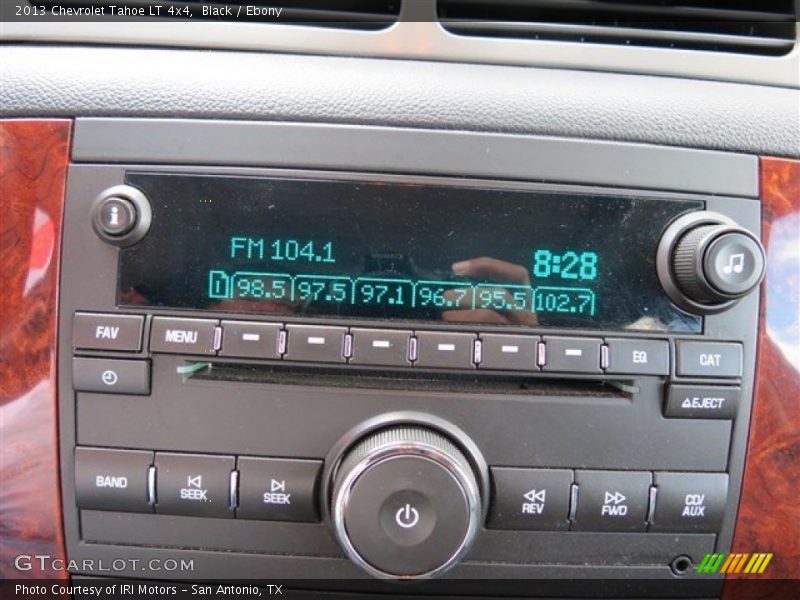 2013 Chevrolet Tahoe LT 4x4, Black / Ebony
i
FM 104.1 8:28
1 98.5 97.5 97.1 96.7 95.5 102.7
FAV MENU EQ CAT
EJECT
BAND SEEK SEEK REV FWD CD/
AUX
GTCARLOT.COM
Photo Courtesy of IRI Motors – San Antonio, TX